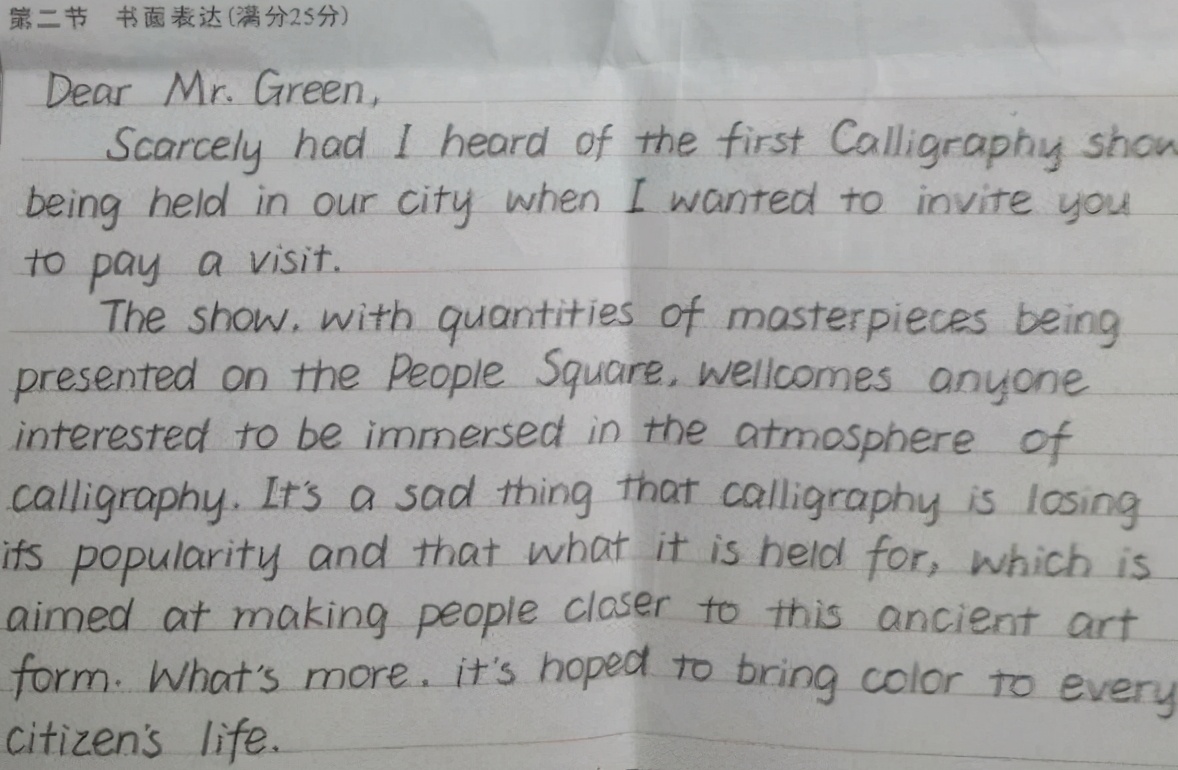 第二节 书面表达(满分25分)
Dear Mr. Green,
Scarcely had I heard of the first Calligraphy show
being held in our city when I wanted to invite you
to pay a visit.
The show, with quantities of masterpieces being
presented on the People Square, wellcomes anyone
interested to be immersed in the atmosphere of
calligraphy. It's a sad thing that calligraphy is losing
its popularity and that what it is held for, which is
aimed at making people closer to this ancient art
form. What's more, it's hoped to bring color to every
citizen's life.